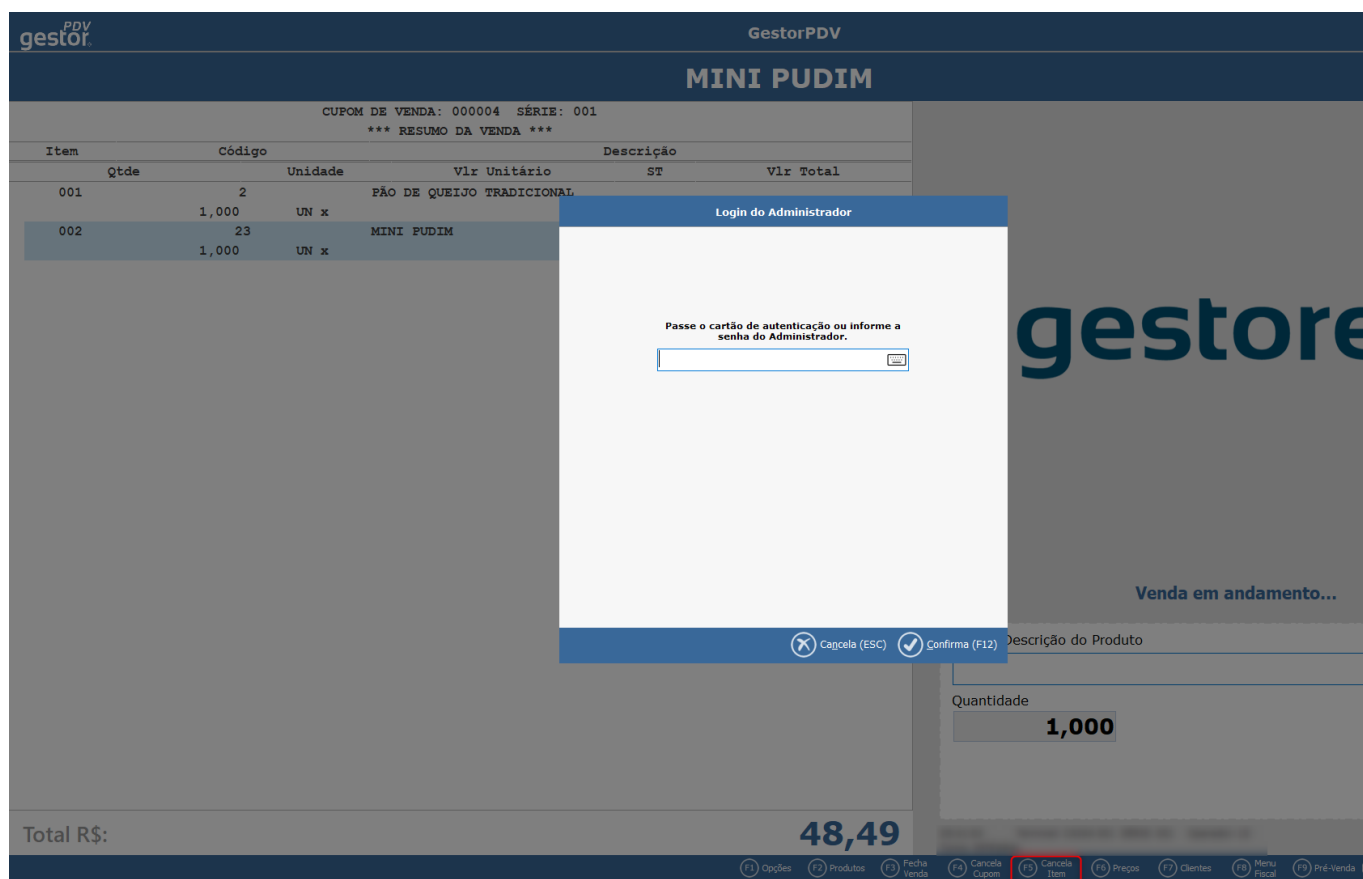 gestor PDV
GestorPDV
MINI PUDIM
CUPOM DE VENDA: 000004 SÉRIE: 001
*** RESUMO DA VENDA ***
Item Código Descrição
Qtde Unidade Vlr Unitário ST Vlr Total
001 2 PÃO DE QUEIJO TRADICIONAL
1,000 UN x
002 23 MINI PUDIM
1,000 UN x
Login do Administrador
Passe o cartão de autenticação ou informe a
senha do Administrador.
Cancela (ESC) Confirma (F12)
gestore
Venda em andamento...
Descrição do Produto
Quantidade
1,000
Total R$: 48,49
F1 Opções F2 Produtos F3 Fecha Venda F4 Cancela Cupom F5 Cancela Item F6 Preços F7 Clientes F8 Menu Fiscal F9 Pré-Venda